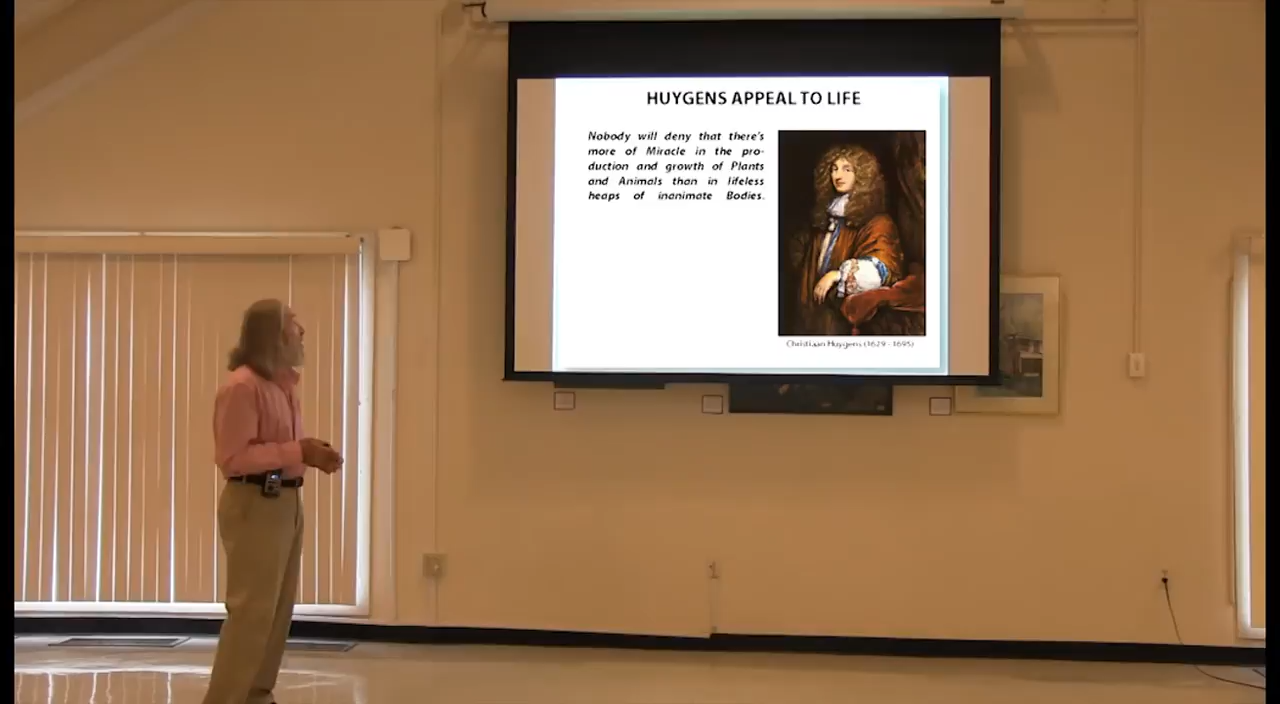 HUYGENS APPEAL TO LIFE
Nobody will deny that there's
more of Miracle in the pro-
duction and growth of Plants
and Animals than in lifeless
heaps of inanimate Bodies.
Christiaan Huygens (1629 - 1695)